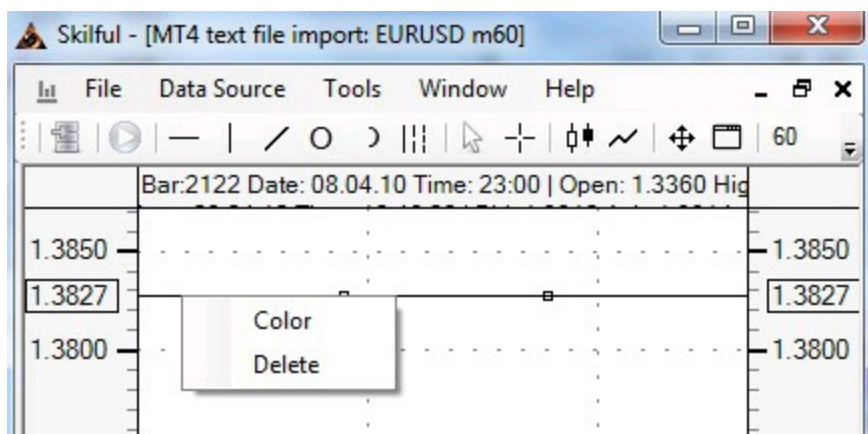 Skilful - [MT4 text file import: EURUSD m60]
File Data Source Tools Window Help
60
Bar:2122 Date: 08.04.10 Time: 23:00 | Open: 1.3360 Hig
1.3850 1.3850
1.3827 1.3827
Color
1.3800 1.3800
Delete